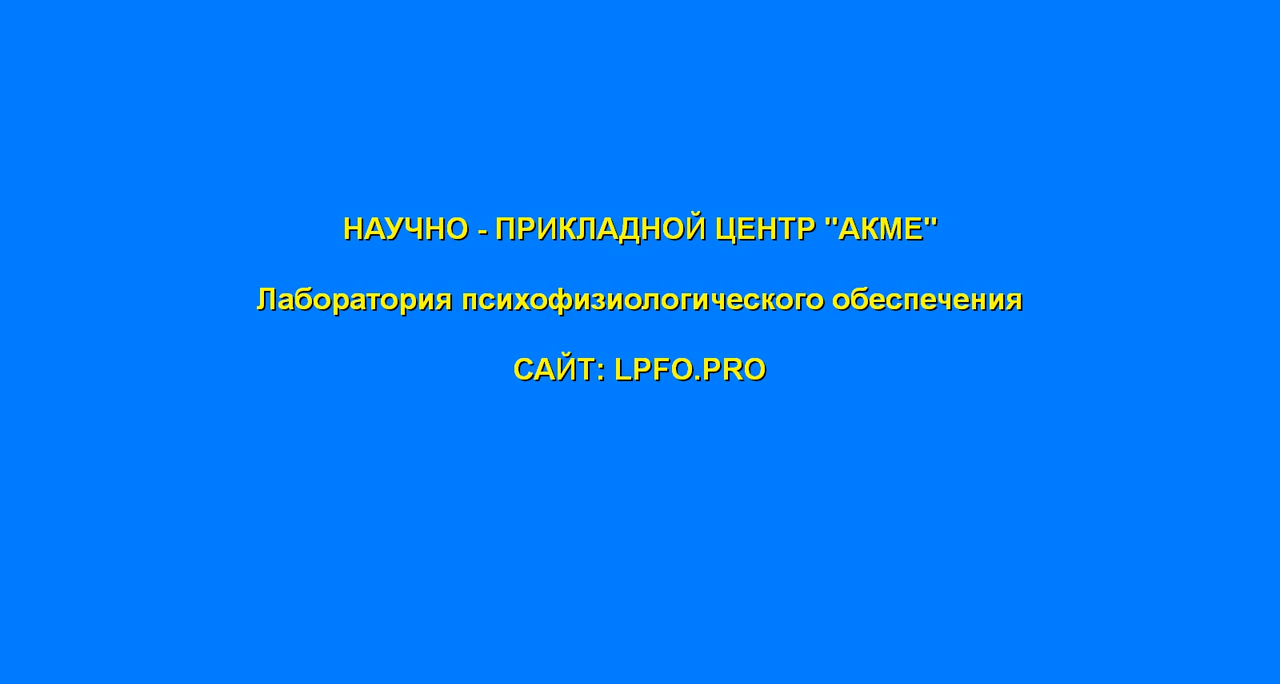 НАУЧНО - ПРИКЛАДНОЙ ЦЕНТР "АКМЕ"
Лаборатория психофизиологического обеспечения
САЙТ: LPFO.PRO